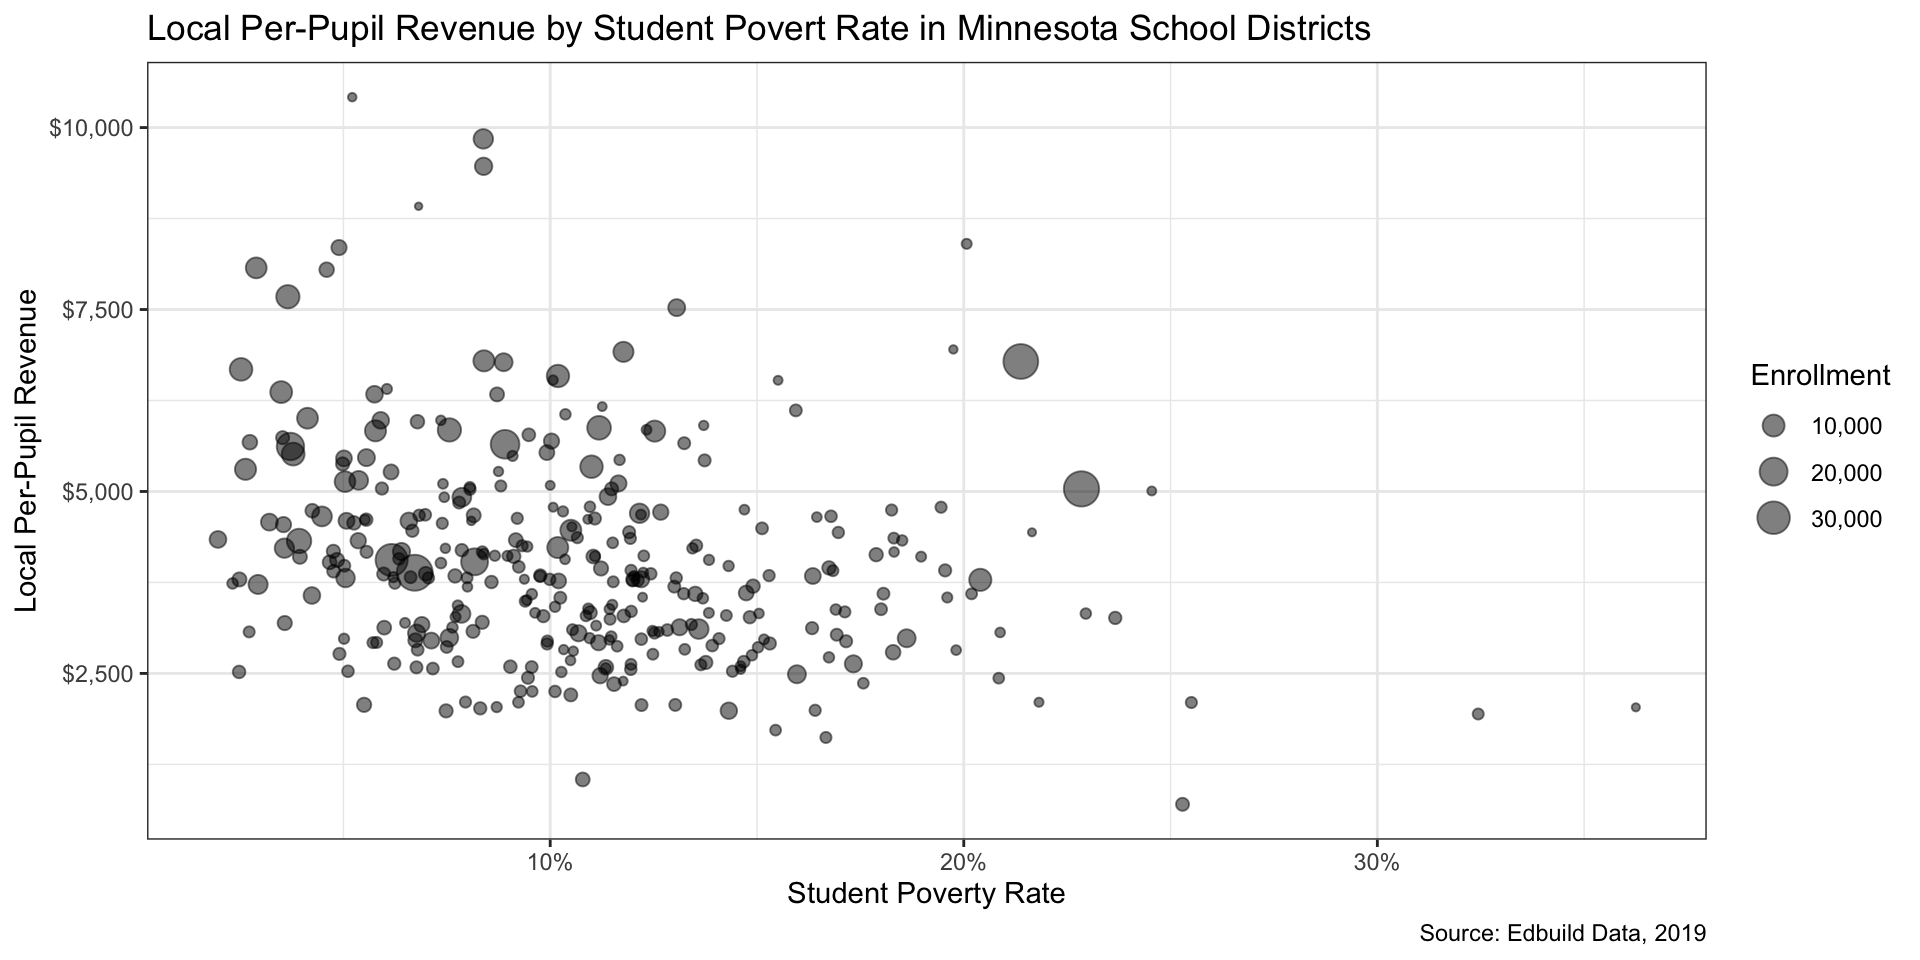 Local Per-Pupil Revenue by Student Povert Rate in Minnesota School Districts
Local Per-Pupil Revenue
$10,000
$7,500
$5,000
$2,500
10%
20%
30%
Student Poverty Rate
Enrollment
10,000
20,000
30,000
Source: Edbuild Data, 2019